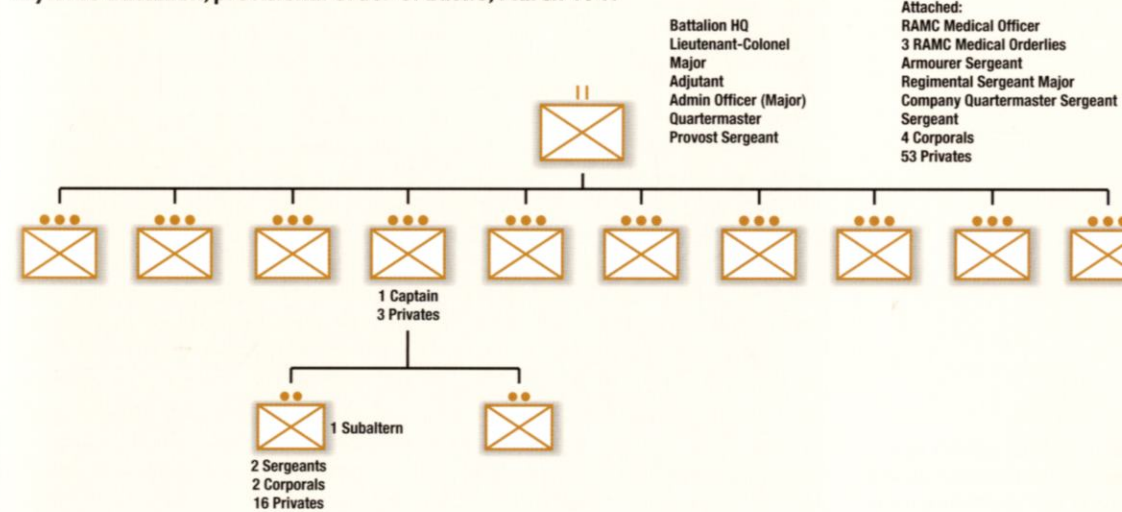 Battalion HQ
Lieutenant-Colonel
Major
Adjutant
Admin Officer (Major)
Quartermaster
Provost Sergeant
Attached:
RAMC Medical Officer
3 RAMC Medical Orderlies
Armourer Sergeant
Regimental Sergeant Major
Company Quartermaster Sergeant
Sergeant
4 Corporals
53 Privates
1 Captain
3 Privates
1 Subaltern
2 Sergeants
2 Corporals
16 Privates